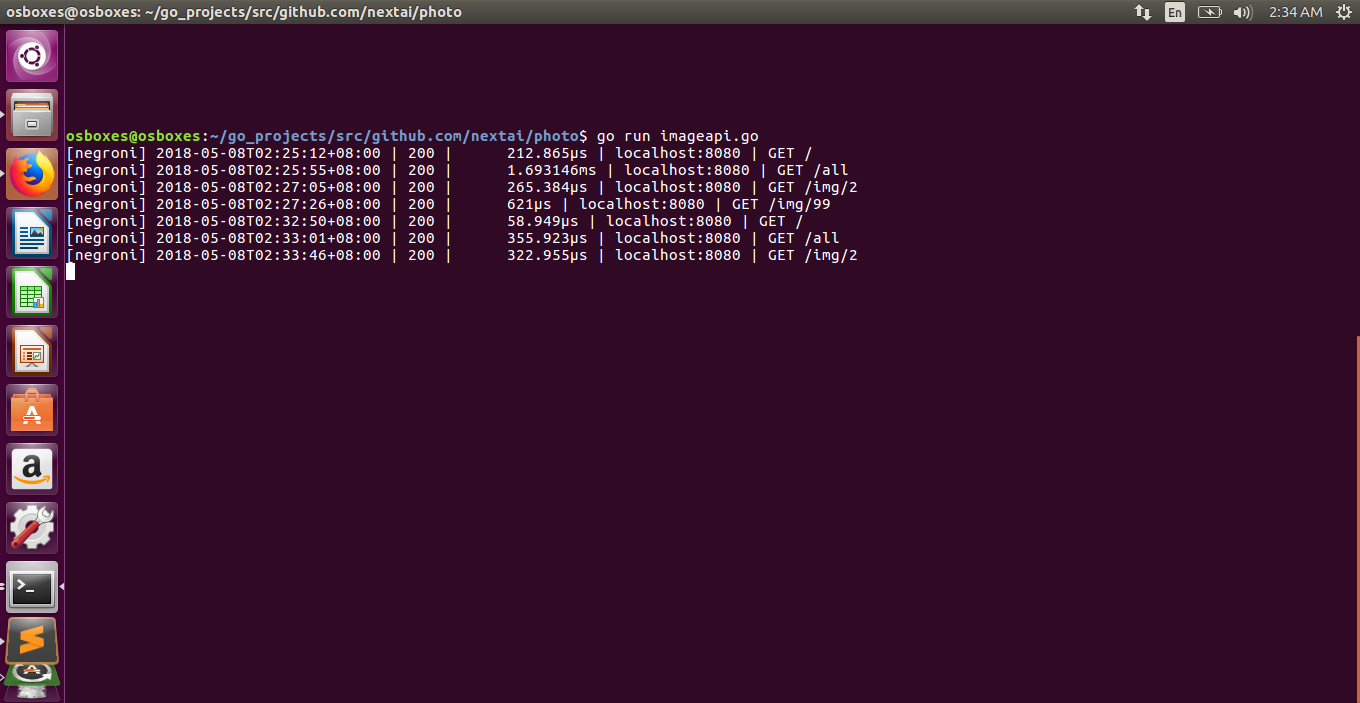 osboxes@osboxes: ~/go_projects/src/github.com/nextai/photo En 2:34 AM
osboxes@osboxes:~/go_projects/src/github.com/nextai/photo$ go run imageapi.go
[negroni] 2018-05-08T02:25:12+08:00 | 200 |      212.865µs | localhost:8080 | GET /
[negroni] 2018-05-08T02:25:55+08:00 | 200 |      1.693146ms | localhost:8080 | GET /all
[negroni] 2018-05-08T02:27:05+08:00 | 200 |      265.384µs | localhost:8080 | GET /img/2
[negroni] 2018-05-08T02:27:26+08:00 | 200 |      621µs | localhost:8080 | GET /img/99
[negroni] 2018-05-08T02:32:50+08:00 | 200 |      58.949µs | localhost:8080 | GET /
[negroni] 2018-05-08T02:33:01+08:00 | 200 |      355.923µs | localhost:8080 | GET /all
[negroni] 2018-05-08T02:33:46+08:00 | 200 |      322.955µs | localhost:8080 | GET /img/2